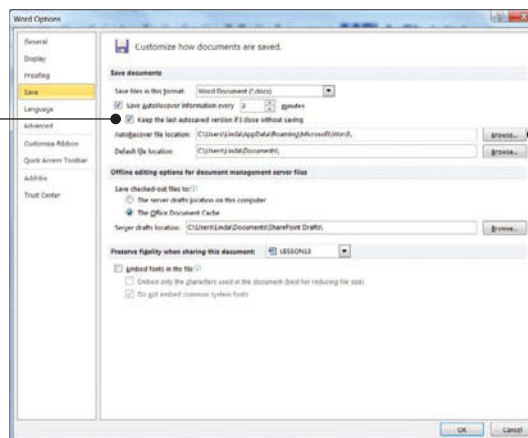 Word Options
General
Display
Proofing
Save
Language
Advanced
Customize Ribbon
Quick Access Toolbar
Add-Ins
Trust Center
Customize how documents are saved.
Save documents
Save files in this format: Word Document (*.docx)
Save AutoRecover information every 2 minutes
Keep the last autosaved version if I close without saving
AutoRecover file location: C:\Users\Linda\AppData\Roaming\Microsoft\Word\ Browse...
Default file location: C:\Users\Linda\Documents\ Browse...
Offline editing options for document management server files
Save checked-out files to:
The server drafts location on this computer
The Office Document Cache
Server drafts location: C:\Users\Linda\Documents\SharePoint Drafts\ Browse...
Preserve fidelity when sharing this document: LESSON13
Embed fonts in the file
Embed only the characters used in the document (best for reducing file size)
Do not embed common system fonts
OK Cancel